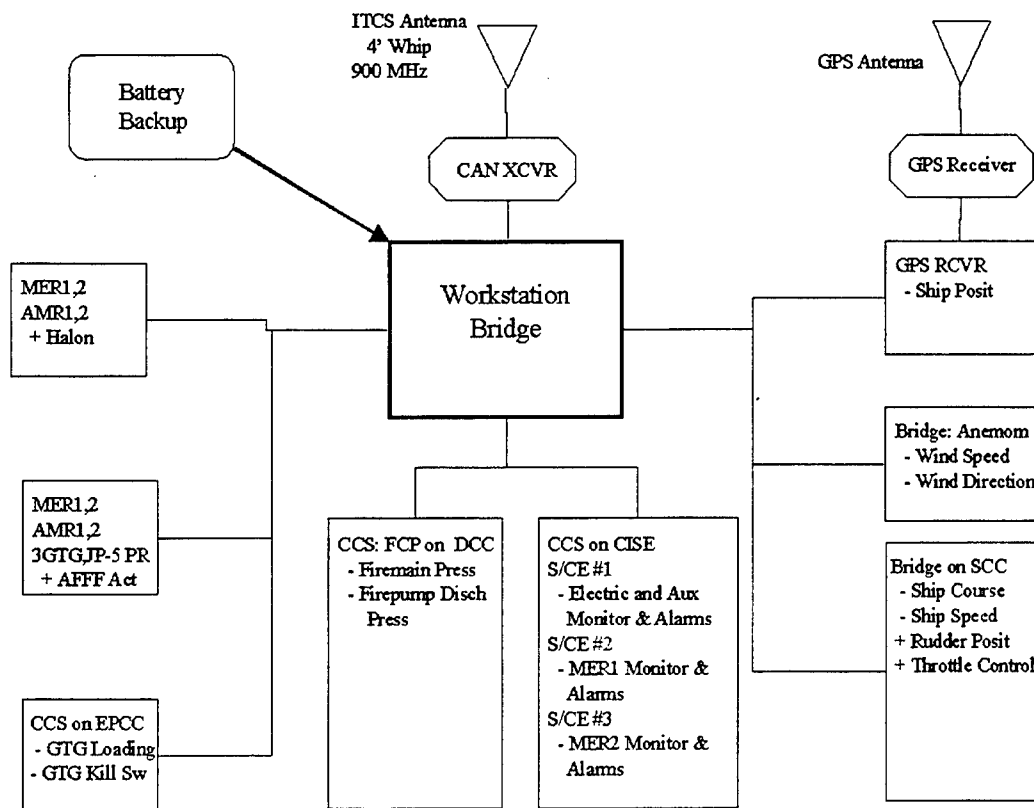 ITCS Antenna
4' Whip
900 MHz
GPS Antenna
Battery
Backup
CAN XCVR
GPS Receiver
Workstation
Bridge
MER1,2
AMR1,2
+ Halon
GPS RCVR
- Ship Posit
MER1,2
AMR1,2
3GTG,JP-5 PR
+ AFFF Act
Bridge: Anemom
- Wind Speed
- Wind Direction
CCS: FCP on DCC
- Firemain Press
- Firepump Disch
Press
CCS on CISE
S/CE #1
- Electric and Aux
Monitor & Alarms
S/CE #2
- MER1 Monitor &
Alarms
S/CE #3
- MER2 Monitor &
Alarms
Bridge on SCC
- Ship Course
- Ship Speed
+ Rudder Posit
+ Throttle Control
CCS on EPCC
- GTG Loading
- GTG Kill Sw